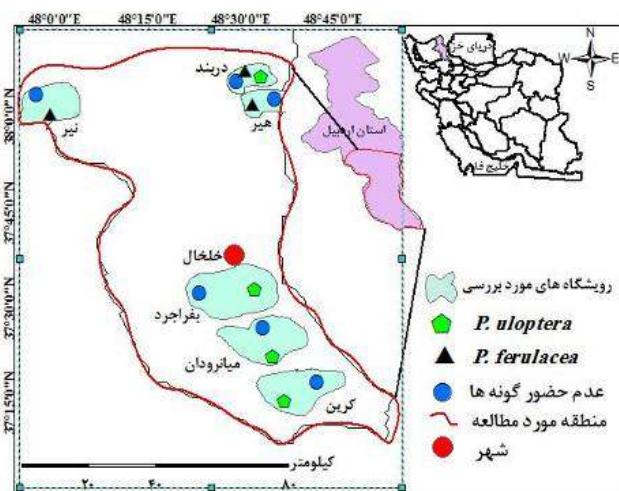 48°0'0"E 48°15'0"E 48°30'0"E 48°45'0"E
دریای خزر
N
W E
S
38°0'0"N
37°45'0"N
37°30'0"N
37°15'0"N
دربند
نیر
هیر
استان اردبیل
خلیج فا
خلخال
بفراجرد
میانرودان
کرین
رویشگاه های مورد بررسی
P. uloptera
P. ferulacea
عدم حضور گونه ها
منطقه مورد مطالعه
شهر
کیلومتر
۲۰ ۴۰ ۸۰